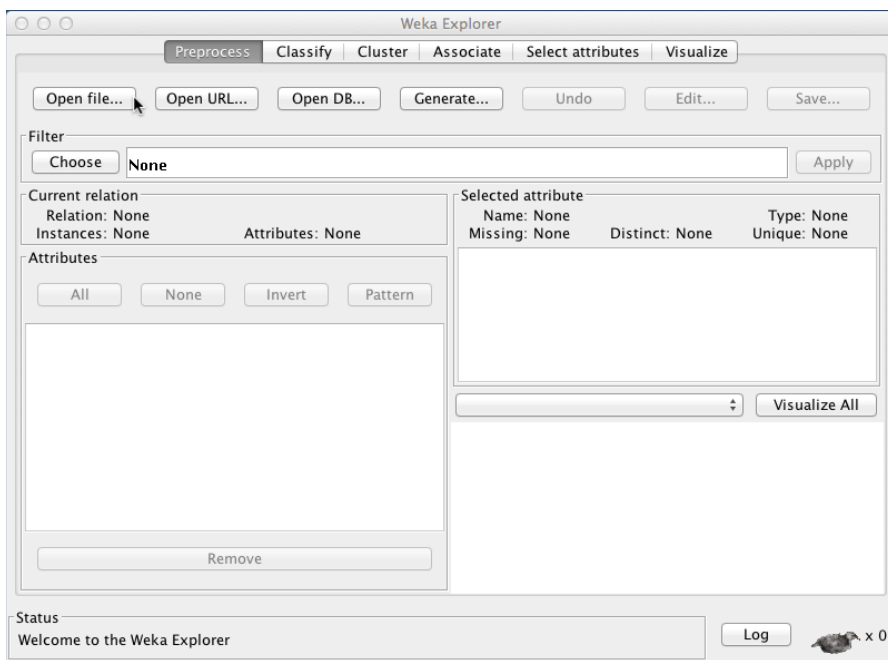 Weka Explorer
Preprocess Classify Cluster Associate Select attributes Visualize
Open file... Open URL... Open DB... Generate... Undo Edit... Save...
Filter
Choose None Apply
Current relation
Relation: None
Instances: None Attributes: None
Selected attribute
Name: None Type: None
Missing: None Distinct: None Unique: None
Attributes
All None Invert Pattern
Visualize All
Remove
Status
Welcome to the Weka Explorer
Log x 0